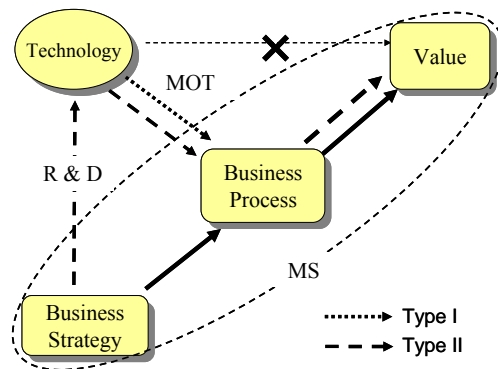 Technology
Value
MOT
R & D
Business
Process
MS
Business
Strategy
Type I
Type II